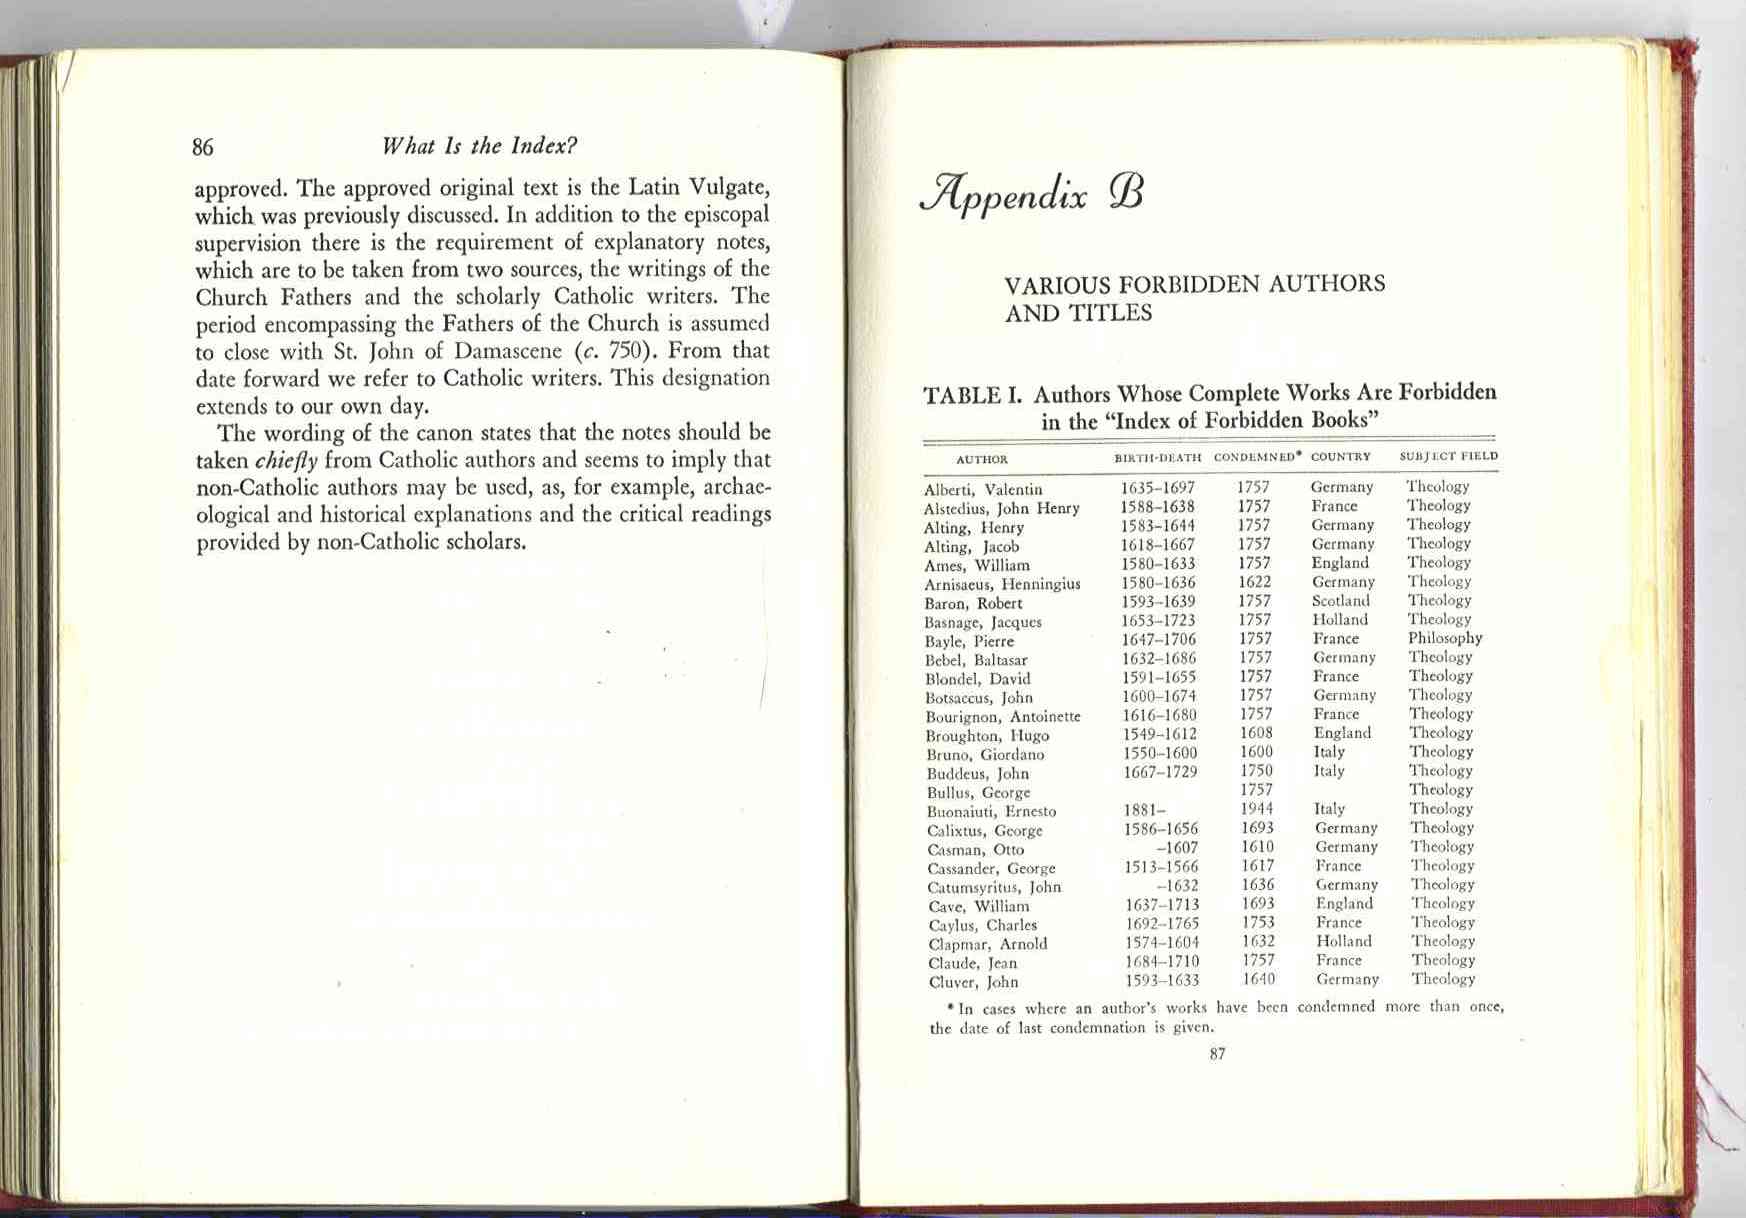 86 What Is the Index?
approved. The approved original text is the Latin Vulgate,
which was previously discussed. In addition to the episcopal
supervision there is the requirement of explanatory notes,
which are to be taken from two sources, the writings of the
Church Fathers and the scholarly Catholic writers. The
period encompassing the Fathers of the Church is assumed
to close with St. John of Damascene (c. 750). From that
date forward we refer to Catholic writers. This designation
extends to our own day.
The wording of the canon states that the notes should be
taken chiefly from Catholic authors and seems to imply that
non-Catholic authors may be used, as, for example, archae-
ological and historical explanations and the critical readings
provided by non-Catholic scholars.
Appendix B
VARIOUS FORBIDDEN AUTHORS
AND TITLES
TABLE I. Authors Whose Complete Works Are Forbidden
in the "Index of Forbidden Books"
AUTHOR BIRTH-DEATH CONDEMNED* COUNTRY SUBJECT FIELD
Alberti, Valentin 1635–1697 1757 Germany Theology
Alstedius, John Henry 1588–1638 1757 France Theology
Alting, Henry 1583–1644 1757 Germany Theology
Alting, Jacob 1618–1667 1757 Germany Theology
Ames, William 1580–1633 1757 England Theology
Arnisaeus, Henningius 1580–1636 1622 Germany Theology
Baron, Robert 1593–1639 1757 Scotland Theology
Basnage, Jacques 1653–1723 1757 Holland Theology
Bayle, Pierre 1647–1706 1757 France Philosophy
Bebel, Baltasar 1632–1686 1757 Germany Theology
Blondel, David 1591–1655 1757 France Theology
Botsaccus, John 1600–1674 1757 Germany Theology
Bourignon, Antoinette 1616–1680 1757 France Theology
Broughton, Hugo 1549–1612 1608 England Theology
Bruno, Giordano 1550–1600 1600 Italy Theology
Buddeus, John 1667–1729 1750 Italy Theology
Bullus, George 1757 Theology
Buonaiuti, Ernesto 1881– 1944 Italy Theology
Calixtus, George 1586–1656 1693 Germany Theology
Casman, Otto –1607 1610 Germany Theology
Cassander, George 1513–1566 1617 France Theology
Catumsyritus, John –1632 1636 Germany Theology
Cave, William 1637–1713 1693 England Theology
Caylus, Charles 1692–1765 1753 France Theology
Clapmar, Arnold 1574–1604 1632 Holland Theology
Claude, Jean 1684–1710 1757 France Theology
Cluver, John 1593–1633 1640 Germany Theology
* In cases where an author's works have been condemned more than once,
the date of last condemnation is given.
87